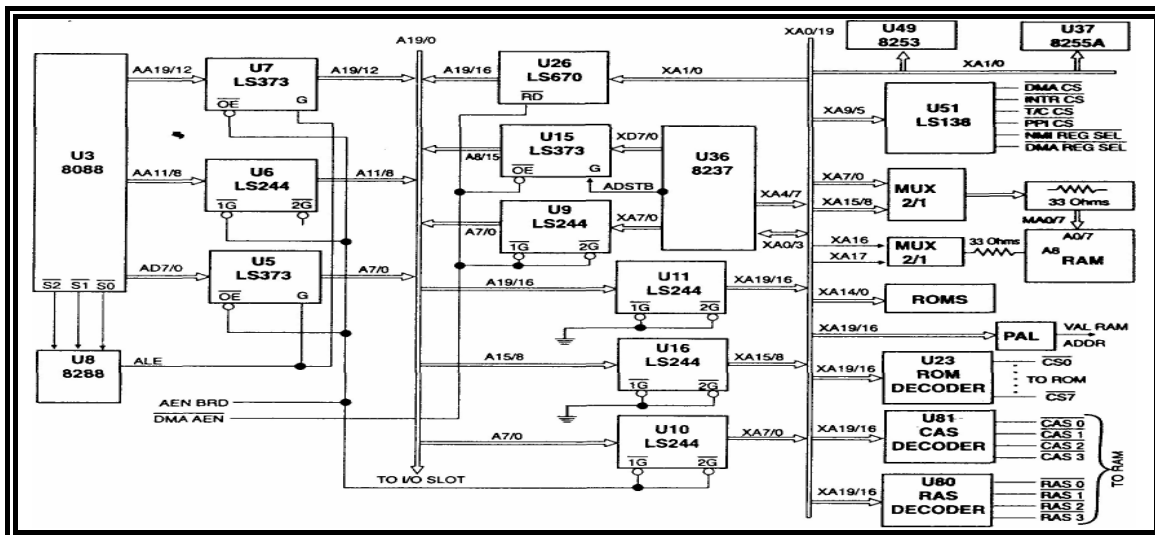 A19/0
XA0/19
U49
8253
U37
8255A
XA1/0
U3
8088
AA19/12
U7
LS373
OE
G
A19/12
A19/16
U26
LS670
RD
XA1/0
XA9/5
U51
LS138
DMA CS
INTR CS
T/C CS
PPI CS
NMI REG SEL
DMA REG SEL
AA11/8
U6
LS244
1G
2G
A11/8
A8/15
U15
LS373
OE
G
XD7/0
ADSTB
U36
8237
XA4/7
XA0/3
XA7/0
XA15/8
MUX
2/1
33 Ohms
MA0/7
A7/0
U9
LS244
1G
2G
XA7/0
XA16
XA17
MUX
2/1
33 Ohms
A0/7
A8
RAM
AD7/0
U5
LS373
OE
G
A7/0
S2
S1
S0
U8
8288
ALE
A19/16
U11
LS244
1G
2G
XA19/16
XA14/0
ROMS
XA19/16
PAL
VAL RAM
ADDR
A15/8
U16
LS244
1G
2G
XA15/8
XA19/16
U23
ROM
DECODER
CS0
TO ROM
CS7
AEN BRD
DMA AEN
A7/0
U10
LS244
1G
2G
XA7/0
XA19/16
U81
CAS
DECODER
CAS 0
CAS 1
CAS 2
CAS 3
TO I/O SLOT
XA19/16
U80
RAS
DECODER
RAS 0
RAS 1
RAS 2
RAS 3
TO RAM